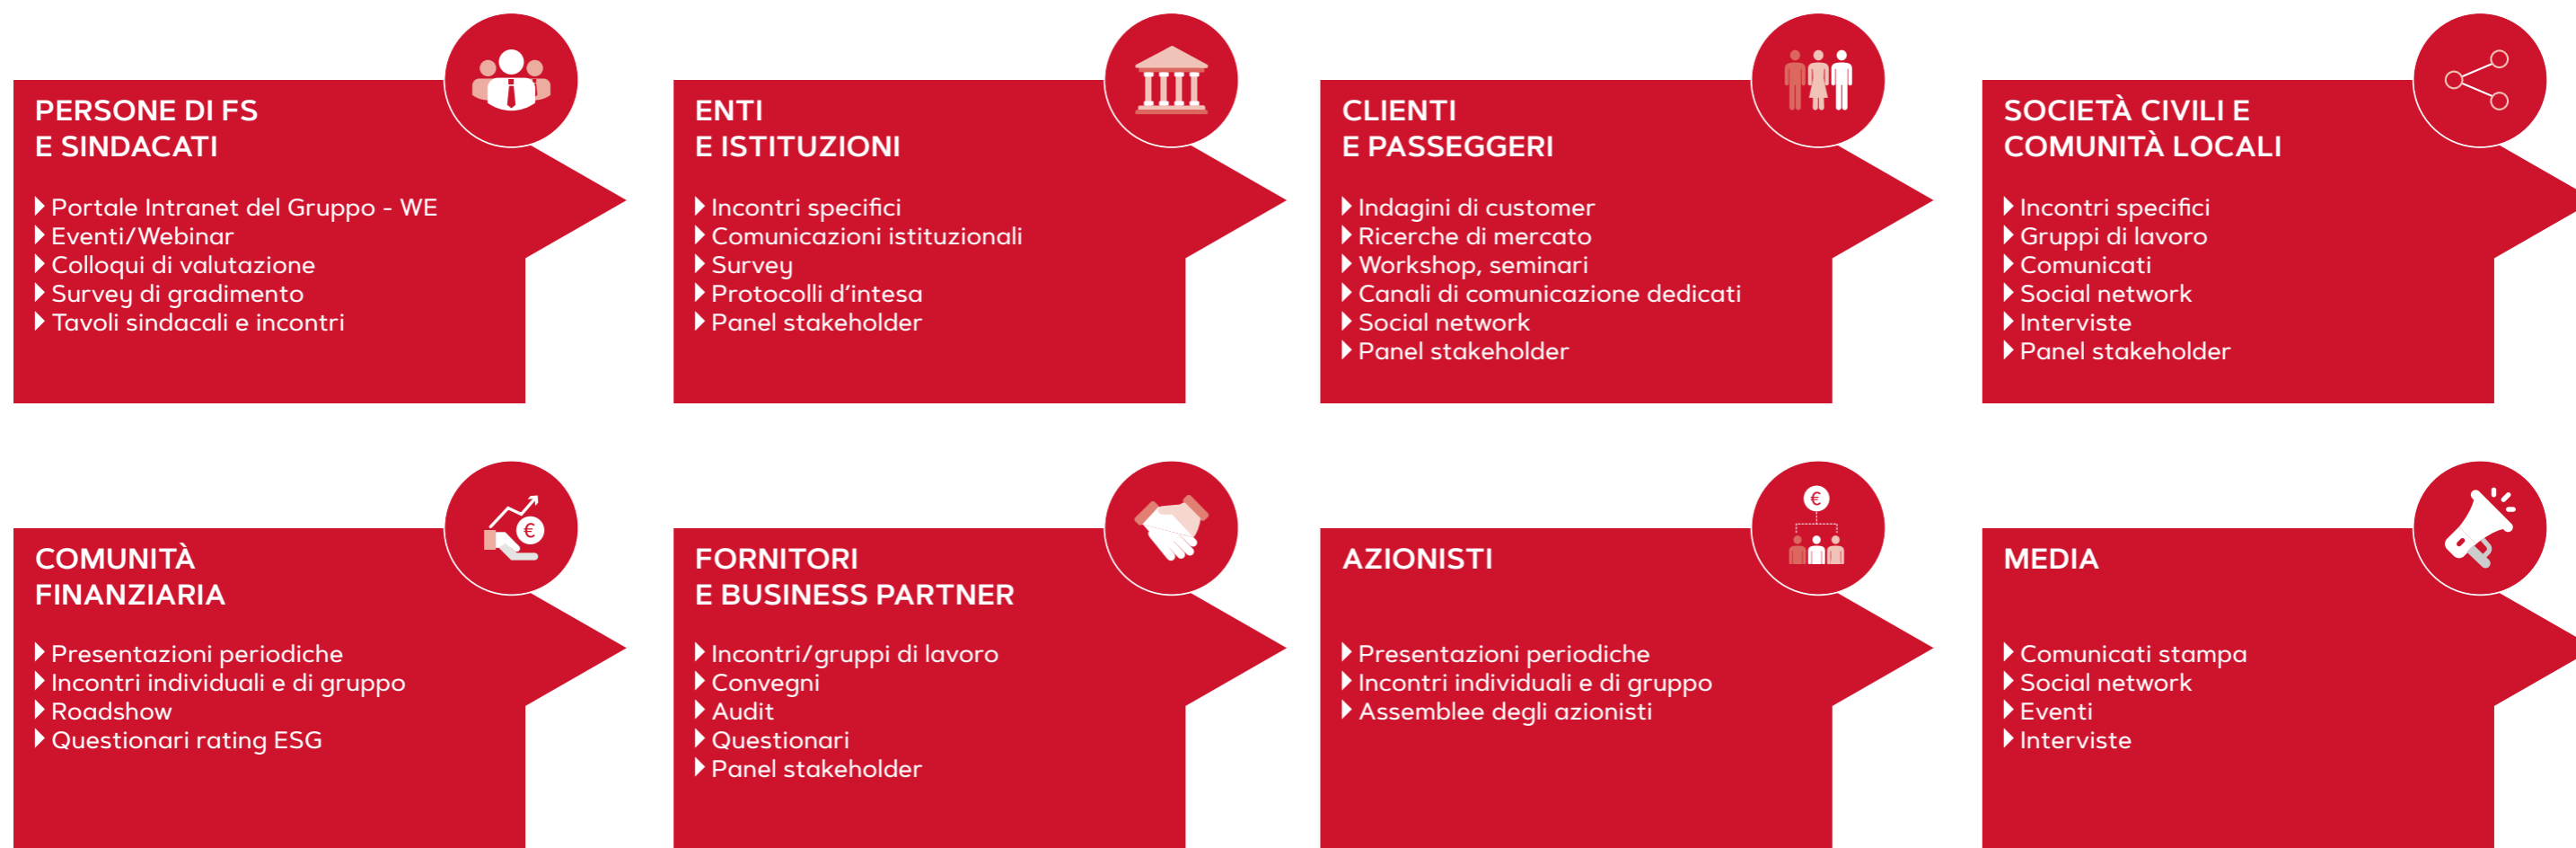 PERSONE DI FS
E SINDACATI
Portale Intranet del Gruppo - WE
Eventi/Webinar
Colloqui di valutazione
Survey di gradimento
Tavoli sindacali e incontri
ENTI
E ISTITUZIONI
Incontri specifici
Comunicazioni istituzionali
Survey
Protocolli d'intesa
Panel stakeholder
CLIENTI
E PASSEGGERI
Indagini di customer
Ricerche di mercato
Workshop, seminari
Canali di comunicazione dedicati
Social network
Panel stakeholder
SOCIETÀ CIVILI E
COMUNITÀ LOCALI
Incontri specifici
Gruppi di lavoro
Comunicati
Social network
Interviste
Panel stakeholder
€
COMUNITÀ
FINANZIARIA
Presentazioni periodiche
Incontri individuali e di gruppo
Roadshow
Questionari rating ESG
FORNITORI
E BUSINESS PARTNER
Incontri/gruppi di lavoro
Convegni
Audit
Questionari
Panel stakeholder
€
AZIONISTI
Presentazioni periodiche
Incontri individuali e di gruppo
Assemblee degli azionisti
MEDIA
Comunicati stampa
Social network
Eventi
Interviste